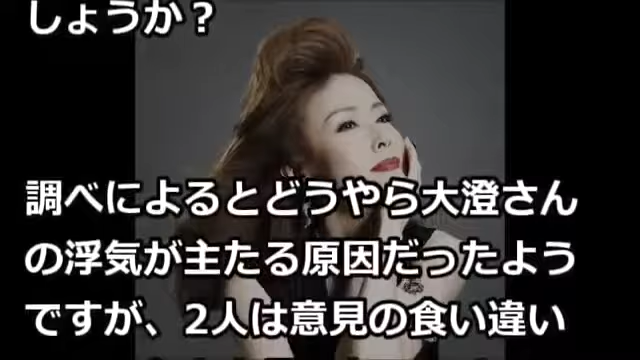 しょうか？
調べによるとどうやら大澄さん
の浮気が主たる原因だったよう
ですが、2人は意見の食い違い